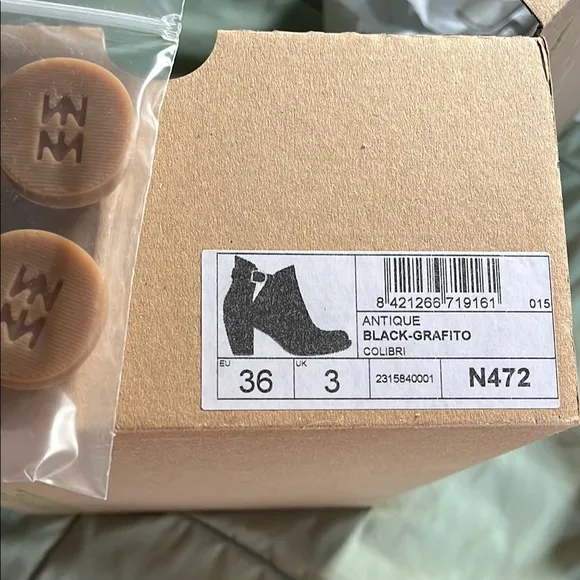 8 421266 719161
015
ANTIQUE
BLACK-GRAFITO
COLIBRI
EU
36
UK
3
2315840001
N472